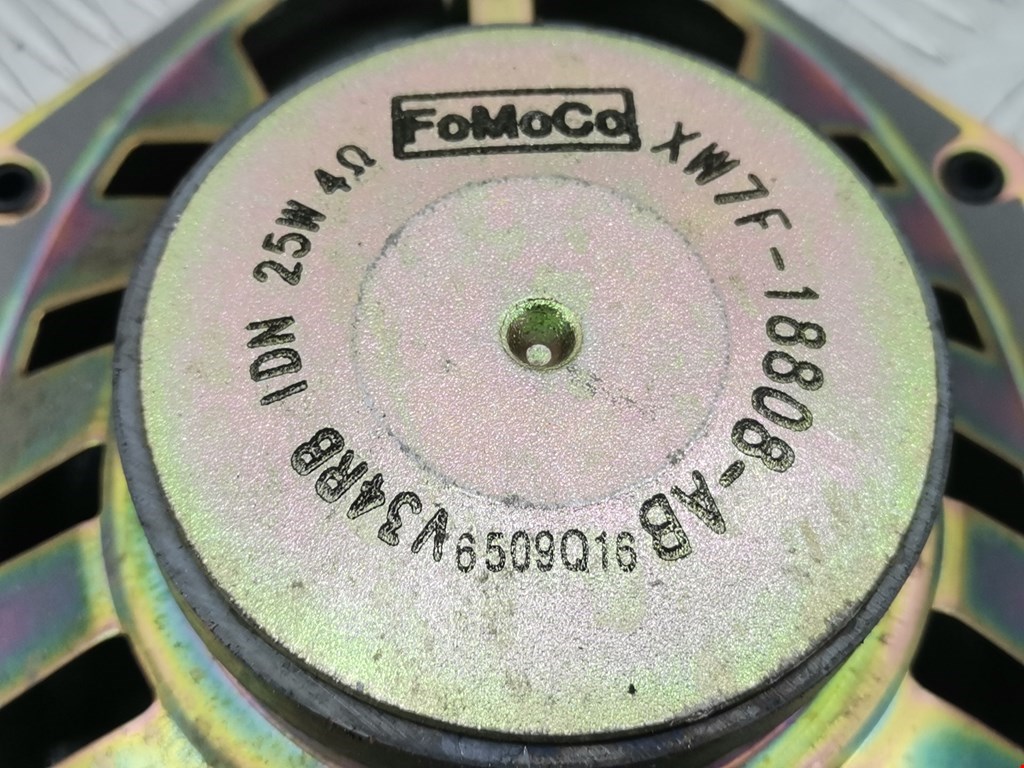 FoMoCo
XW7F-18808-AB
6509Q16
V34RB IDN 25W 4Ω